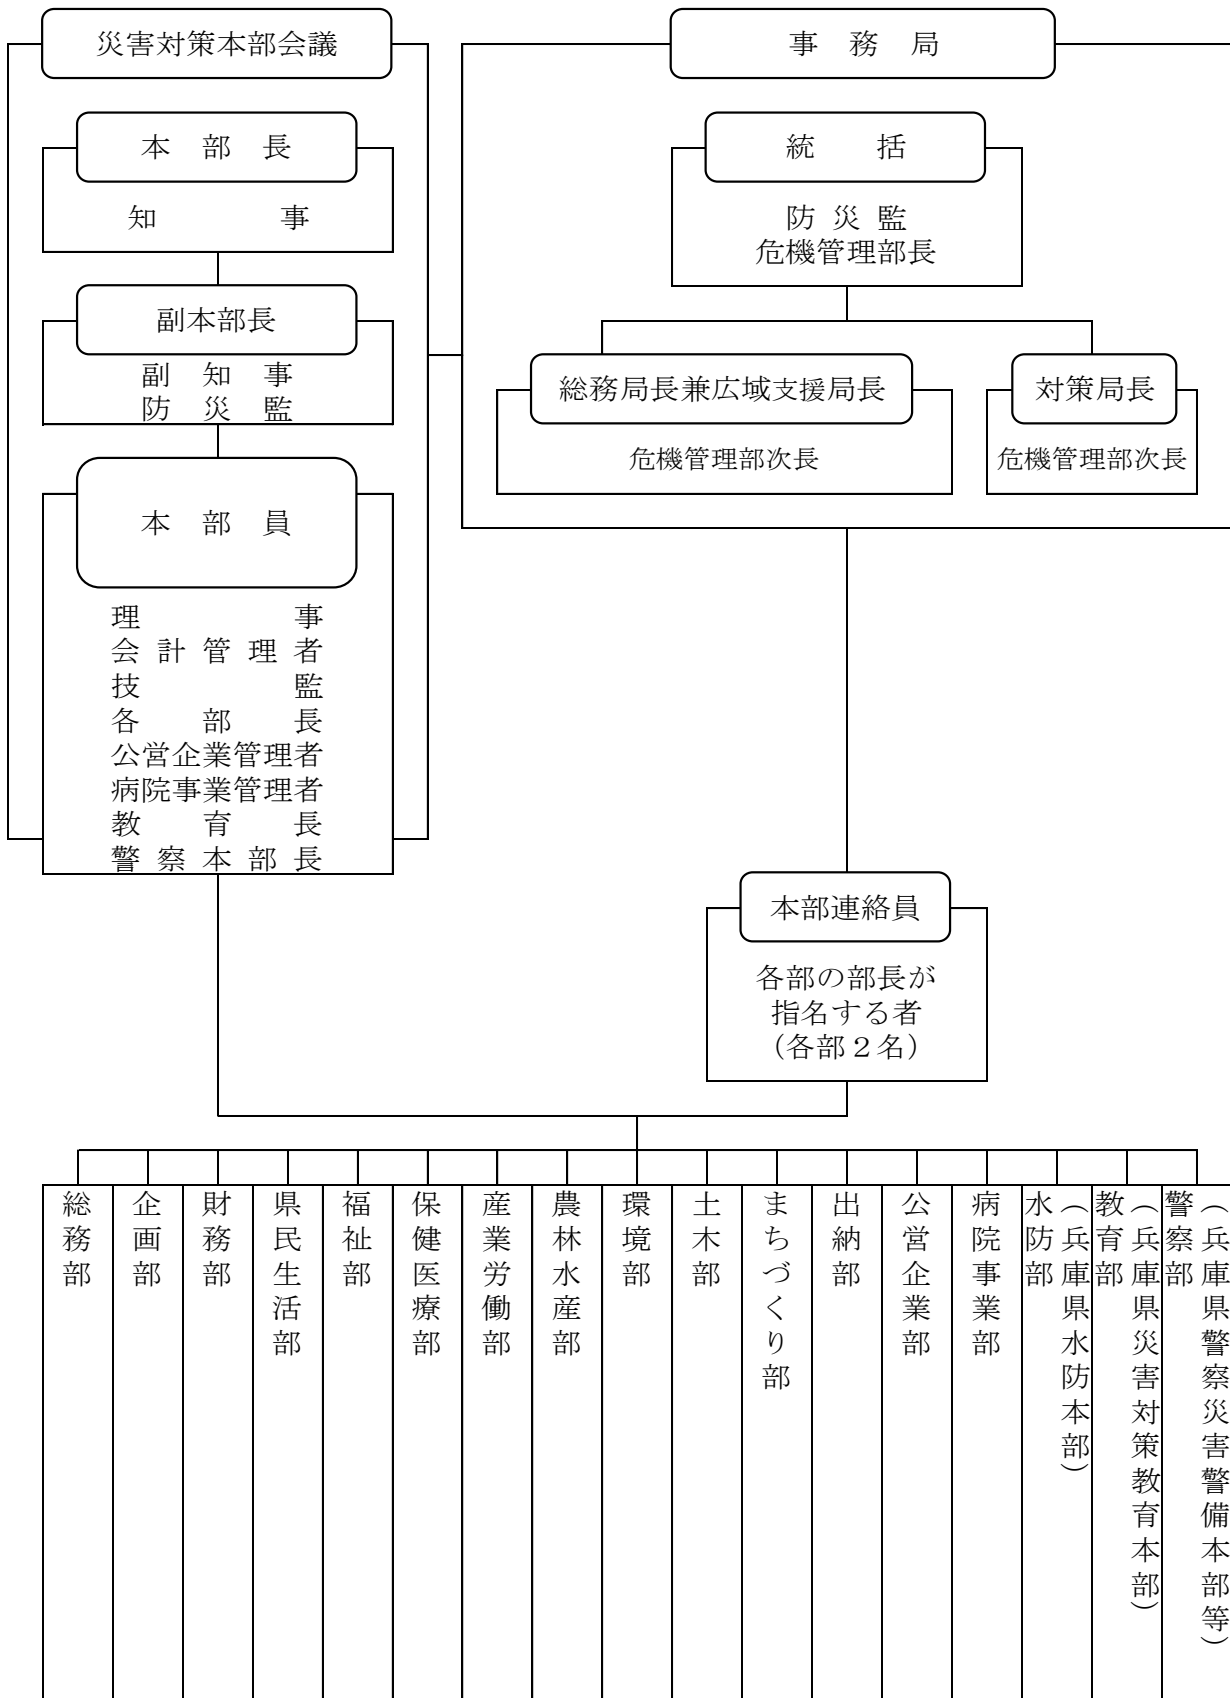 災害対策本部会議
本部長
知事
副本部長
副知事
防災監
本部員
理事
会計管理者
技監
各部長
公営企業管理者
病院事業管理者
教育長
警察本部長
事務局
統括
防災監
危機管理部長
総務局長兼広域支援局長
危機管理部次長
対策局長
危機管理部次長
本部連絡員
各部の部長が
指名する者
（各部２名）
総務部
企画部
財務部
県民生活部
福祉部
保健医療部
産業労働部
農林水産部
環境部
土木部
まちづくり部
出納部
公営企業部
病院事業部
水防部
（兵庫県水防本部）
教育部
（兵庫県災害対策教育本部）
警察部
（兵庫県警察災害警備本部等）